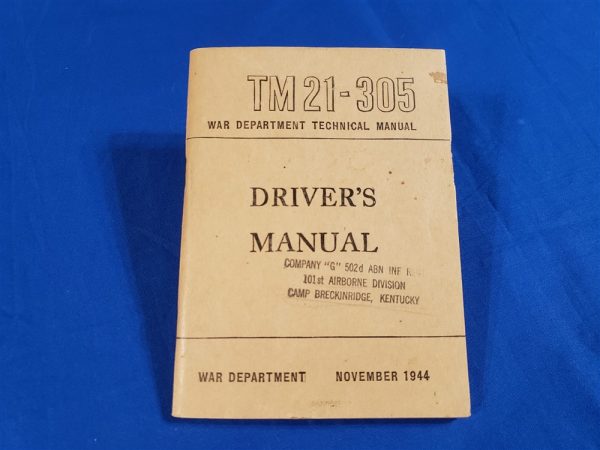 TM 21-305
WAR DEPARTMENT TECHNICAL MANUAL
DRIVER'S
MANUAL
COMPANY "G" 502d ABN INF
101st AIRBORNE DIVISION
CAMP BRECKINRIDGE, KENTUCKY
WAR DEPARTMENT NOVEMBER 1944